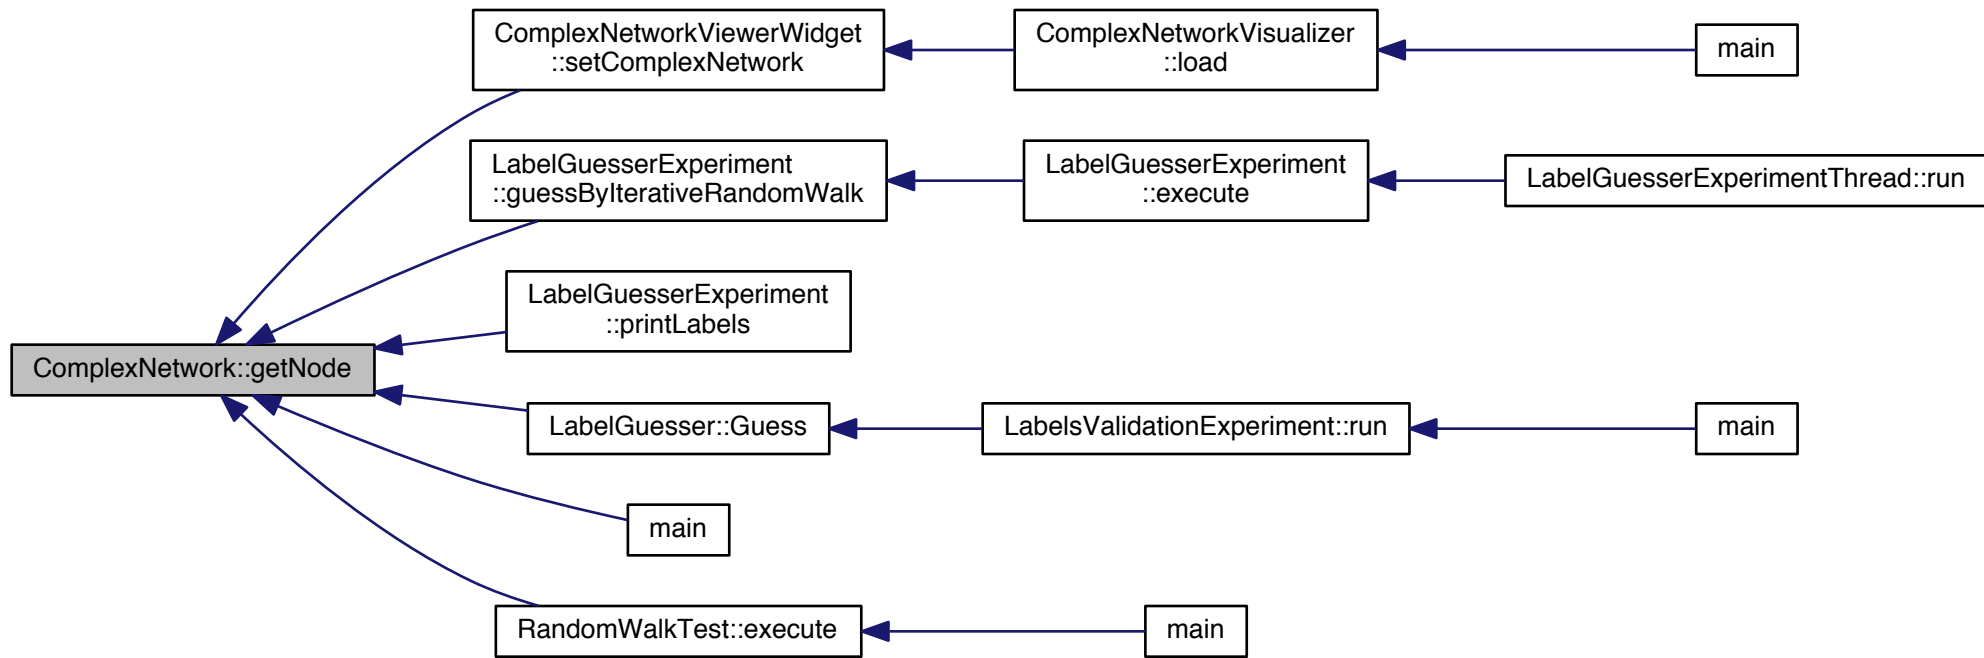 ComplexNetworkViewerWidget
::setComplexNetwork
ComplexNetworkVisualizer
::load
main
LabelGuesserExperiment
::guessByIterativeRandomWalk
LabelGuesserExperiment
::execute
LabelGuesserExperimentThread::run
LabelGuesserExperiment
::printLabels
ComplexNetwork::getNode
LabelGuesser::Guess
LabelsValidationExperiment::run
main
main
RandomWalkTest::execute
main